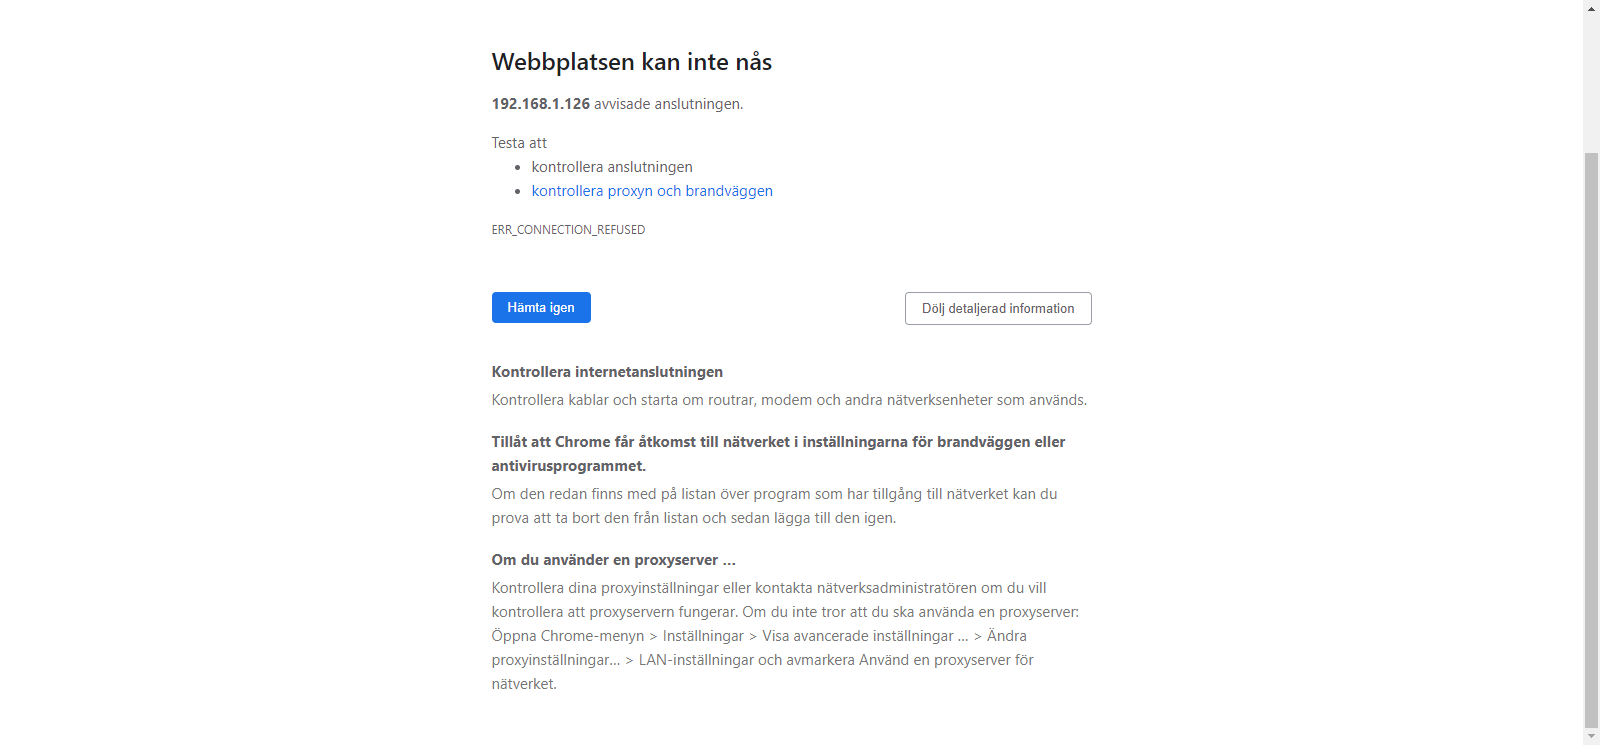 Webbplatsen kan inte nås
192.168.1.126 avvisade anslutningen.
Testa att
• kontrollera anslutningen
• kontrollera proxyn och brandväggen
ERR_CONNECTION_REFUSED
Hämta igen
Dölj detaljerad information
Kontrollera internetanslutningen
Kontrollera kablar och starta om routrar, modem och andra nätverksenheter som används.
Tillåt att Chrome får åtkomst till nätverket i inställningarna för brandväggen eller
antivirusprogrammet.
Om den redan finns med på listan över program som har tillgång till nätverket kan du
prova att ta bort den från listan och sedan lägga till den igen.
Om du använder en proxyserver ...
Kontrollera dina proxyinställningar eller kontakta nätverksadministratören om du vill
kontrollera att proxyservern fungerar. Om du inte tror att du ska använda en proxyserver:
Öppna Chrome-menyn > Inställningar > Visa avancerade inställningar ... > Ändra
proxyinställningar... > LAN-inställningar och avmarkera Använd en proxyserver för
nätverket.